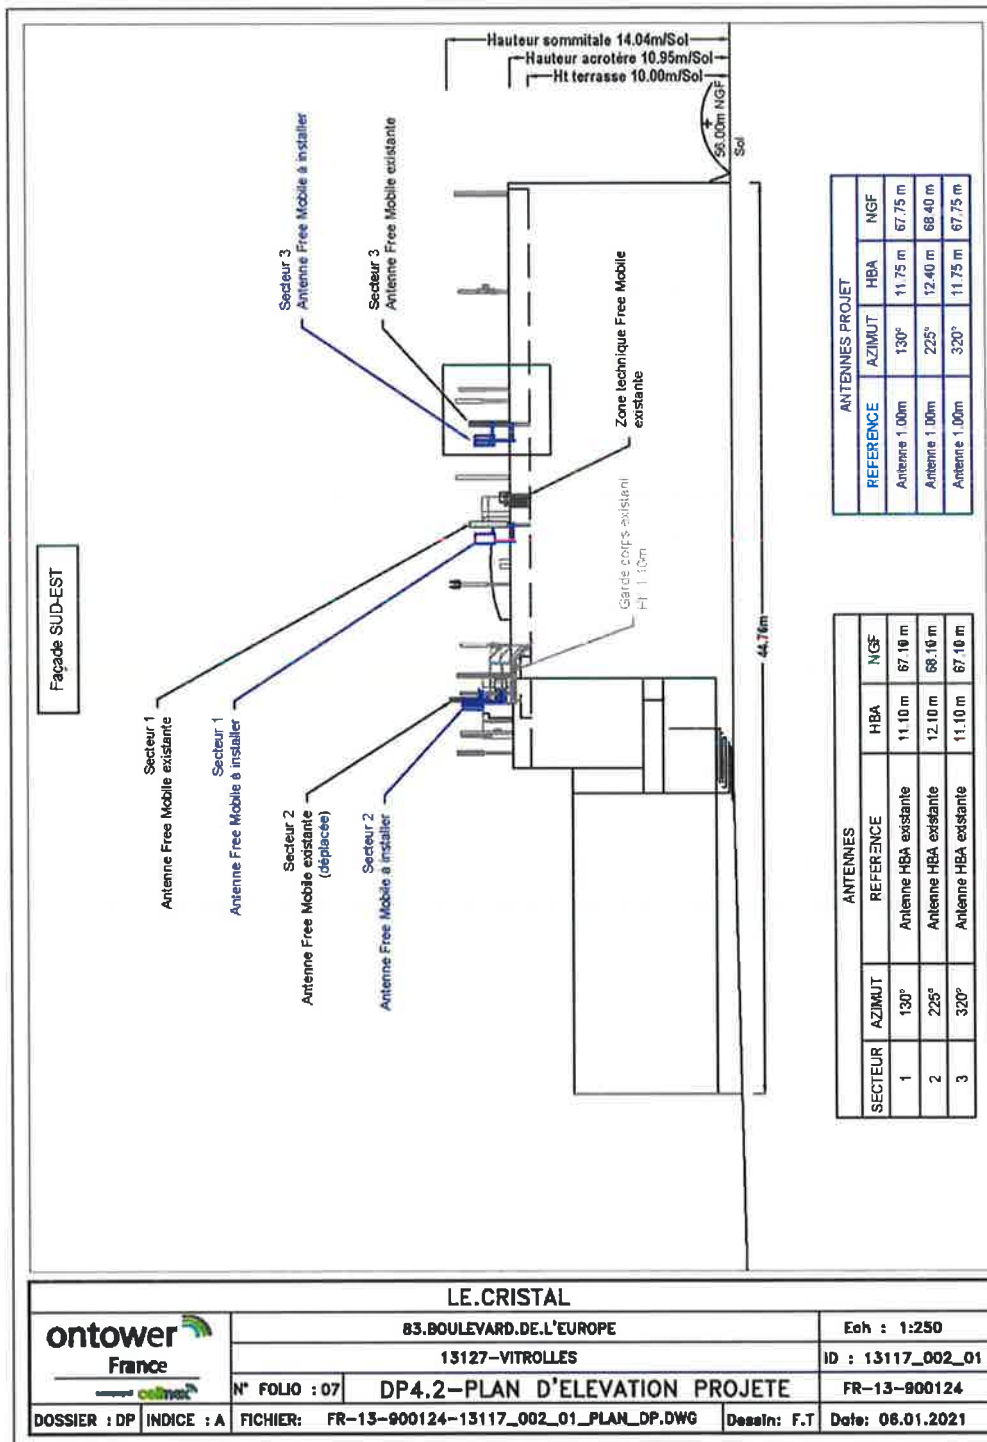 Façade SUD-EST
Hauteur sommitale 14.04m/Sol
Hauteur acrotère 10.95m/Sol
Ht terrasse 10.00m/Sol
56.00m NGF
Sol
Secteur 3
Antenne Free Mobile à installer
Secteur 3
Antenne Free Mobile existante
Zone technique Free Mobile
existante
Garde corps existant
Ht 1.10m
Secteur 1
Antenne Free Mobile existante
Secteur 1
Antenne Free Mobile à installer
Secteur 2
Antenne Free Mobile existante
(déplacée)
Secteur 2
Antenne Free Mobile à installer
44.76m
ANTENNES
SECTEUR AZIMUT REFERENCE HBA NGF
1 130° Antenne HBA existante 11.10 m 67.10 m
2 225° Antenne HBA existante 12.10 m 68.10 m
3 320° Antenne HBA existante 11.10 m 67.10 m
ANTENNES PROJET
REFERENCE AZIMUT HBA NGF
Antenne 1.00m 130° 11.75 m 67.75 m
Antenne 1.00m 225° 12.40 m 68.40 m
Antenne 1.00m 320° 11.75 m 67.75 m
LE.CRISTAL
ontower
France
cellnex
83.BOULEVARD.DE.L'EUROPE
Ech : 1:250
13127-VITROLLES
ID : 13117_002_01
N° FOLIO : 07
DP4.2-PLAN D'ELEVATION PROJETE
FR-13-900124
DOSSIER : DP
INDICE : A
FICHIER: FR-13-900124-13117_002_01_PLAN_DP.DWG
Dessin: F.T
Date: 06.01.2021